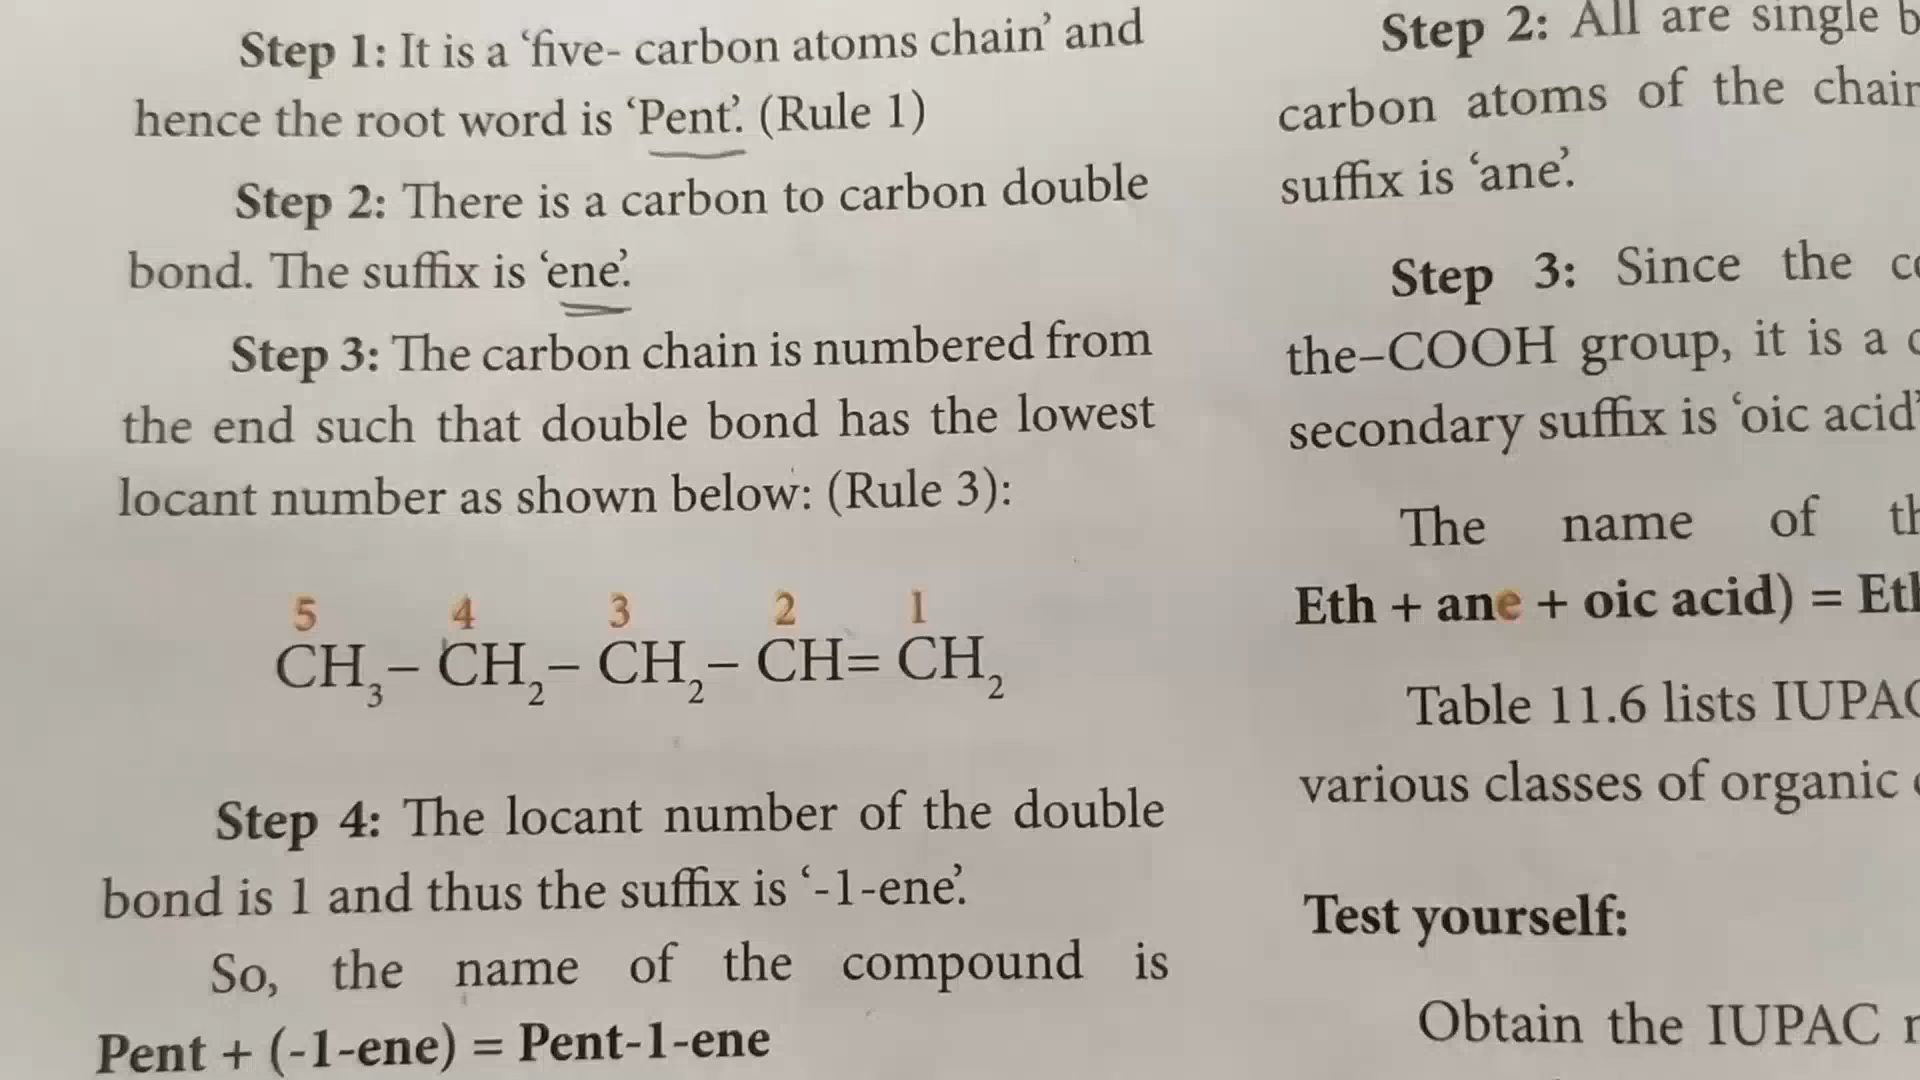 Step 1: It is a ‘five- carbon atoms chain’ and
hence the root word is ‘Pent’. (Rule 1)
Step 2: There is a carbon to carbon double
bond. The suffix is ‘ene’.
Step 3: The carbon chain is numbered from
the end such that double bond has the lowest
locant number as shown below: (Rule 3):
5 4 3 2 1
CH₃– CH₂– CH₂– CH= CH₂
Step 4: The locant number of the double
bond is 1 and thus the suffix is ‘-1-ene’.
So, the name of the compound is
Pent + (-1-ene) = Pent-1-ene
Step 2: All are single
carbon atoms of the
suffix is ‘ane’.
Step 3: Since the
the–COOH group, it is a
secondary suffix is ‘oic acid’
The name of
Eth + ane + oic acid) =
Table 11.6 lists
various classes of organic
Test yourself:
Obtain the IUPAC